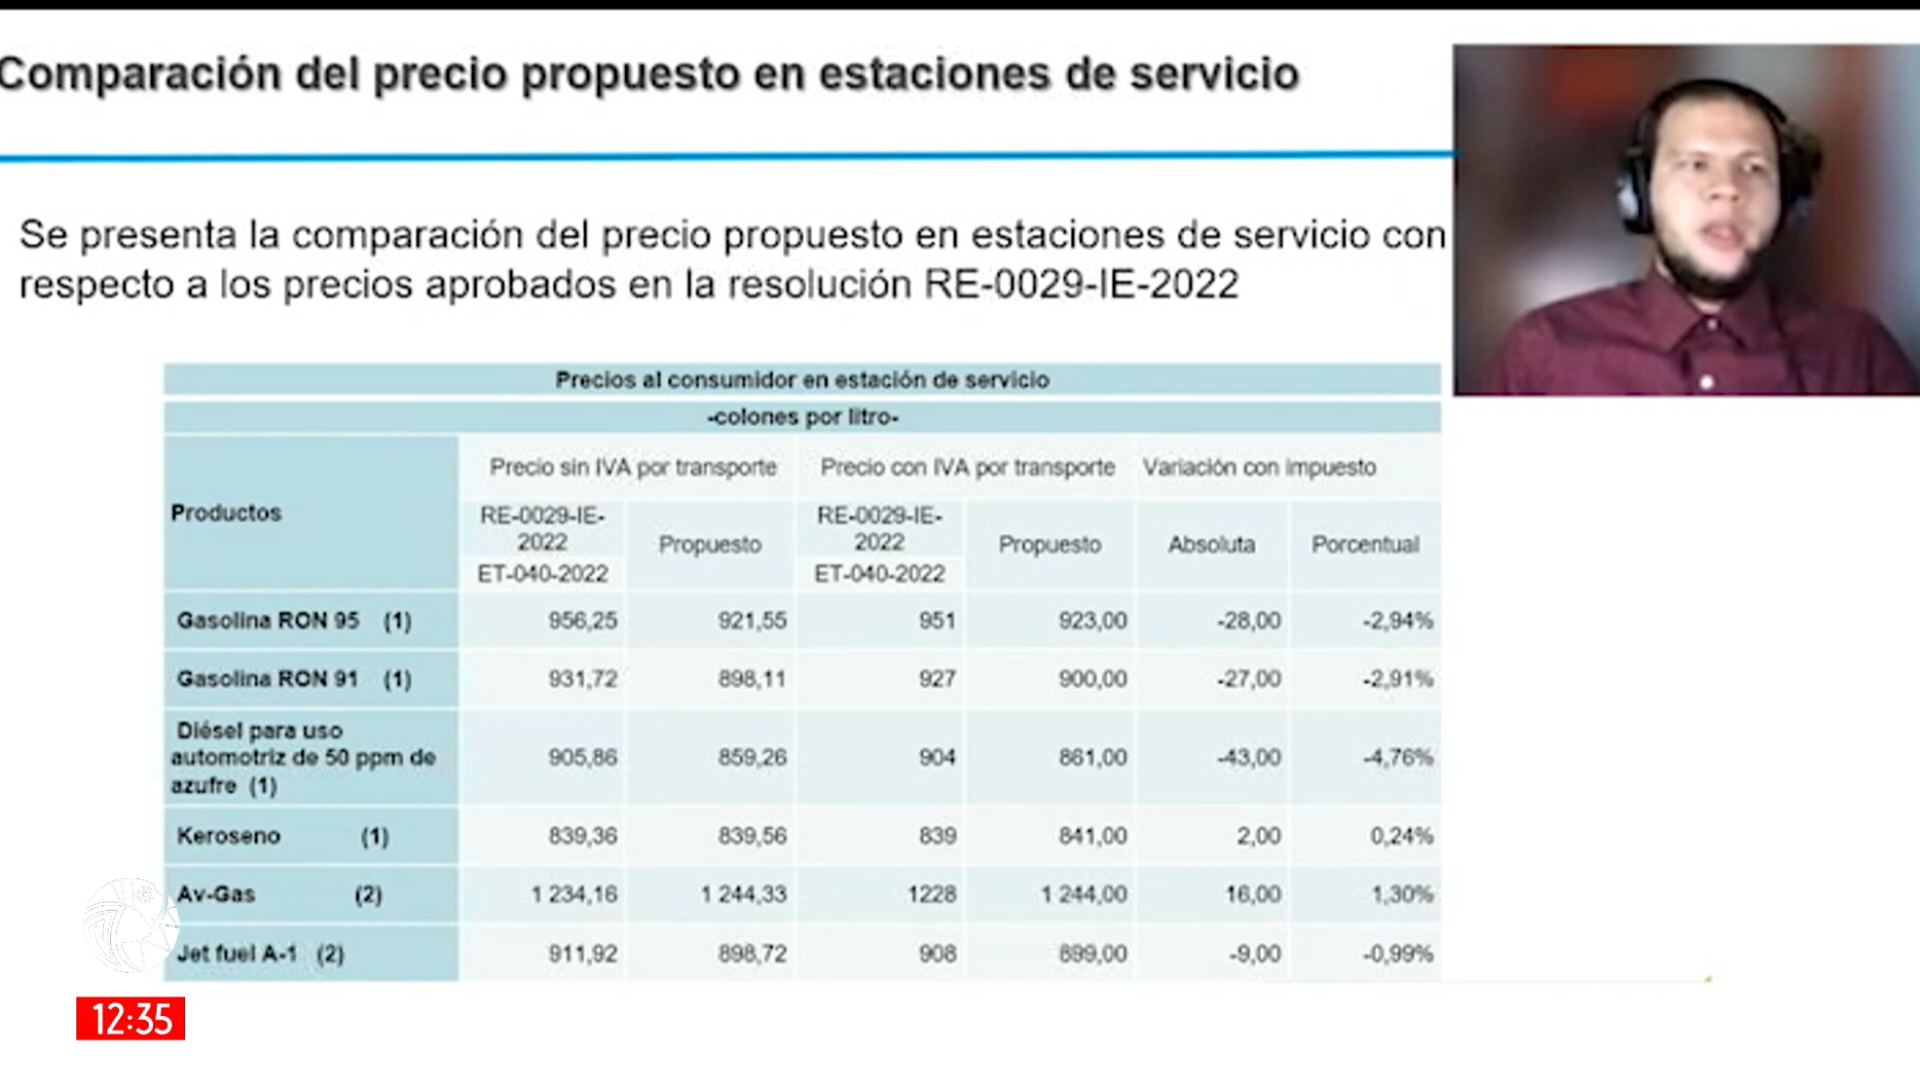 Comparación del precio propuesto en estaciones de servicio
Se presenta la comparación del precio propuesto en estaciones de servicio con
respecto a los precios aprobados en la resolución RE-0029-IE-2022
Precios al consumidor en estación de servicio
-colones por litro-
Productos
Precio sin IVA por transporte Precio con IVA por transporte Variación con impuesto
RE-0029-IE-
2022
ET-040-2022
Propuesto
RE-0029-IE-
2022
ET-040-2022
Propuesto
Absoluta
Porcentual
Gasolina RON 95 (1) 956,25 921,55 951 923,00 -28,00 -2,94%
Gasolina RON 91 (1) 931,72 898,11 927 900,00 -27,00 -2,91%
Diésel para uso
automotriz de 50 ppm de
azufre (1)
905,86 859,26 904 861,00 -43,00 -4,76%
Keroseno (1) 839,36 839,56 839 841,00 2,00 0,24%
Av-Gas (2) 1 234,16 1 244,33 1228 1 244,00 16,00 1,30%
Jet fuel A-1 (2) 911,92 898,72 908 899,00 -9,00 -0,99%
12:35